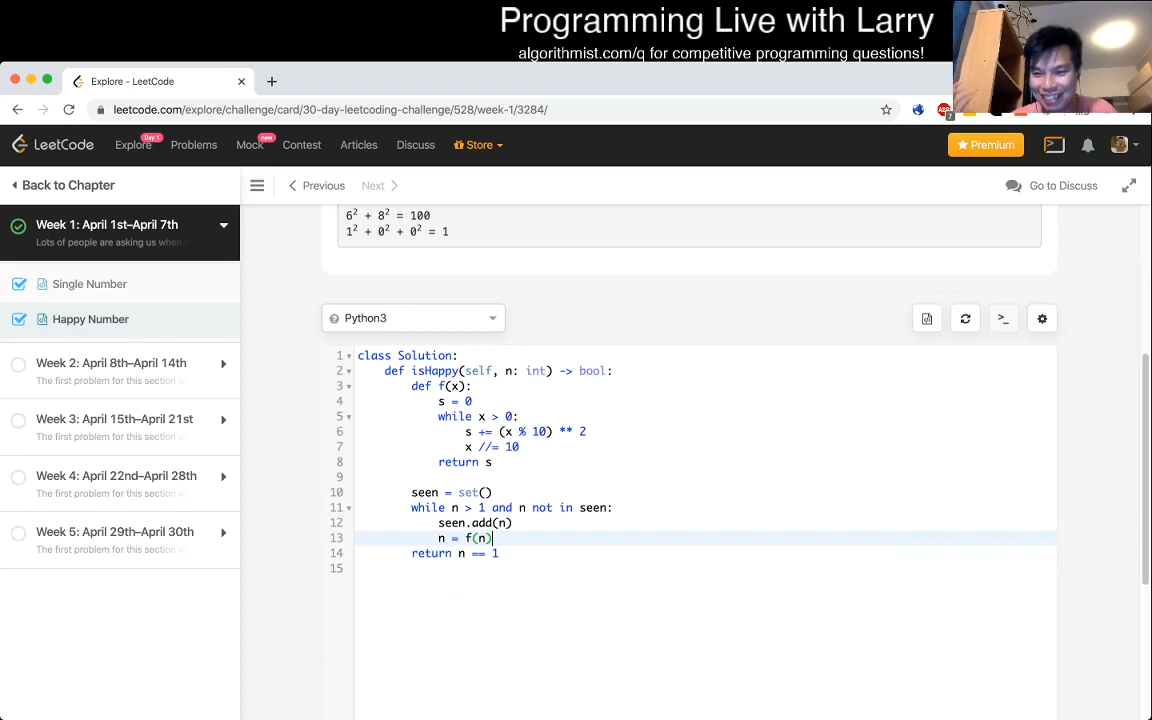 Programming Live with Larry
algorithmist.com/q for competitive programming questions!
Explore - LeetCode
leetcode.com/explore/challenge/card/30-day-leetcoding-challenge/528/week-1/3284/
LeetCode
Explore
Day 1
Problems
Mock
new
Contest
Articles
Discuss
Store
Premium
Back to Chapter
Previous
Next
Go to Discuss
Week 1: April 1st–April 7th
Lots of people are asking us when
Single Number
Happy Number
Week 2: April 8th–April 14th
The first problem for this section w
Week 3: April 15th–April 21st
The first problem for this section w
Week 4: April 22nd–April 28th
The first problem for this section w
Week 5: April 29th–April 30th
The first problem for this section w
6² + 8² = 100
1² + 0² + 0² = 1
Python3
1 class Solution:
2 def isHappy(self, n: int) -> bool:
3 def f(x):
4 s = 0
5 while x > 0:
6 s += (x % 10) ** 2
7 x //= 10
8 return s
9
10 seen = set()
11 while n > 1 and n not in seen:
12 seen.add(n)
13 n = f(n)
14 return n == 1
15